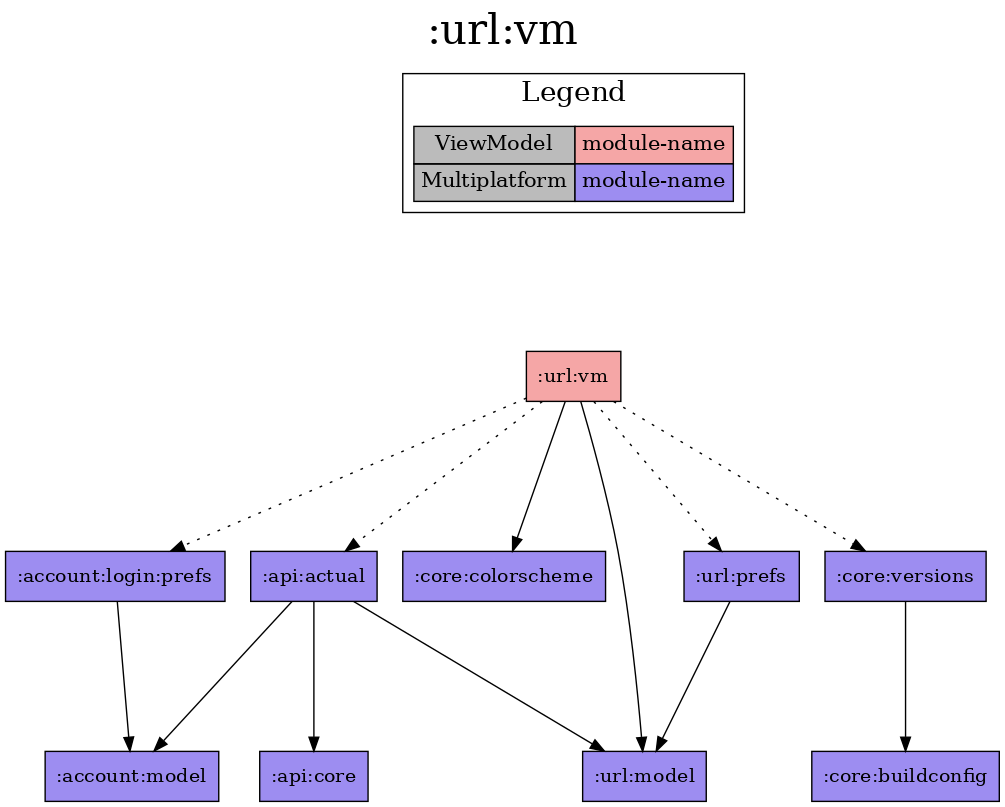 :url:vm
Legend
ViewModel module-name
Multiplatform module-name
:url:vm
:account:login:prefs :api:actual :core:colorscheme :url:prefs :core:versions
:account:model :api:core :url:model :core:buildconfig